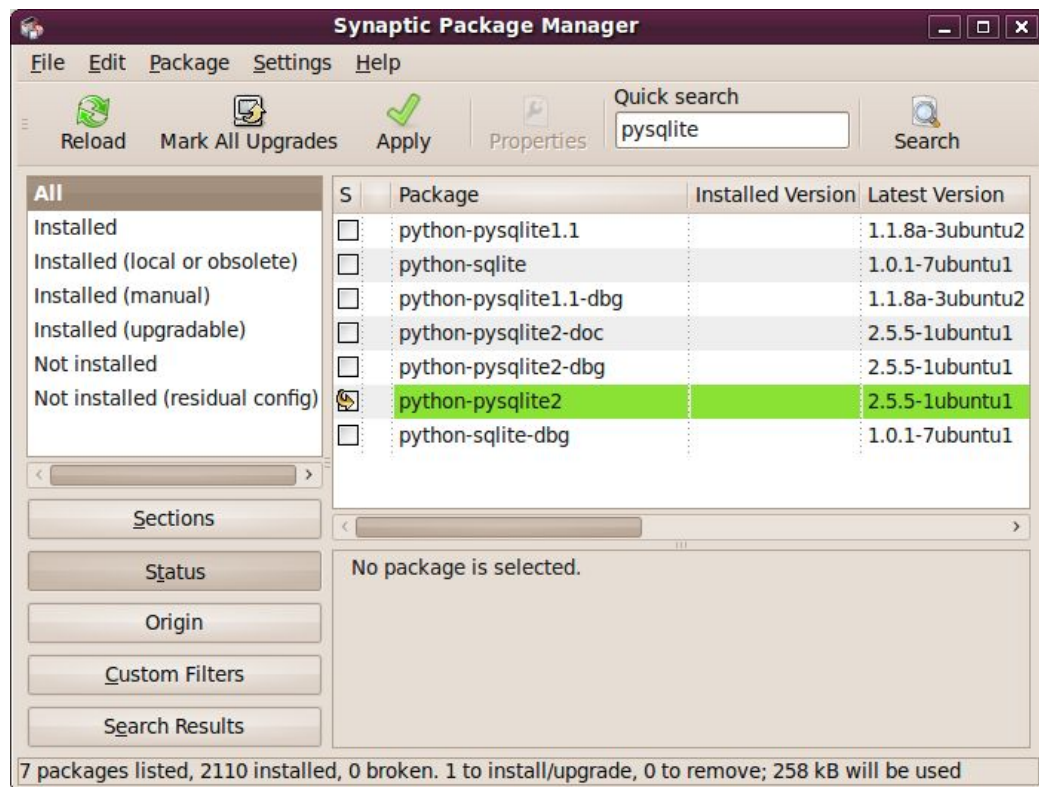 Synaptic Package Manager
File Edit Package Settings Help
Reload Mark All Upgrades Apply Properties Quick search pysqlite Search
All
Installed
Installed (local or obsolete)
Installed (manual)
Installed (upgradable)
Not installed
Not installed (residual config)
Sections
Status
Origin
Custom Filters
Search Results
S Package Installed Version Latest Version
python-pysqlite1.1 1.1.8a-3ubuntu2
python-sqlite 1.0.1-7ubuntu1
python-pysqlite1.1-dbg 1.1.8a-3ubuntu2
python-pysqlite2-doc 2.5.5-1ubuntu1
python-pysqlite2-dbg 2.5.5-1ubuntu1
python-pysqlite2 2.5.5-1ubuntu1
python-sqlite-dbg 1.0.1-7ubuntu1
No package is selected.
7 packages listed, 2110 installed, 0 broken. 1 to install/upgrade, 0 to remove; 258 kB will be used